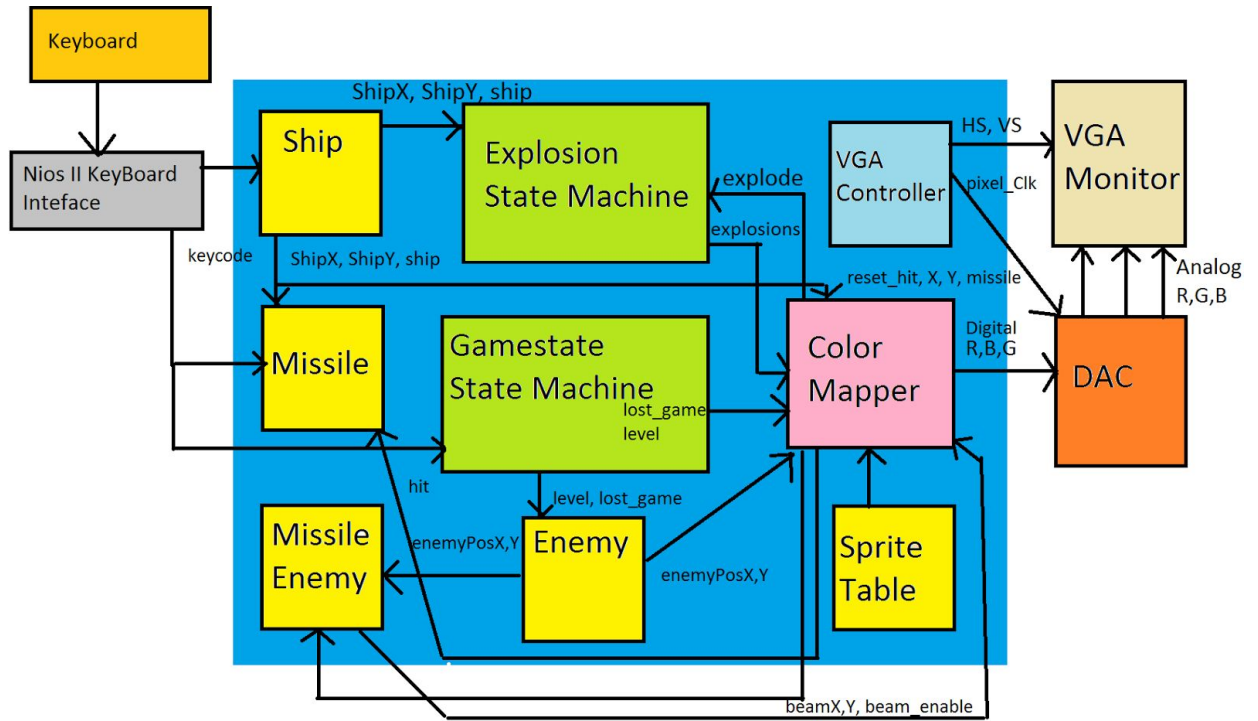 Keyboard
Nios II KeyBoard
Inteface
keycode
Ship
ShipX, ShipY, ship
Explosion
State Machine
explode
explosions
VGA
Controller
HS, VS
pixel_Clk
VGA
Monitor
ShipX, ShipY, ship
reset_hit, X, Y, missile
Analog
R,G,B
Missile
Gamestate
State Machine
lost_game
level
Color
Mapper
Digital
R,B,G
DAC
hit
level, lost_game
Missile
Enemy
enemyPosX,Y
Enemy
enemyPosX,Y
Sprite
Table
beamX,Y, beam_enable